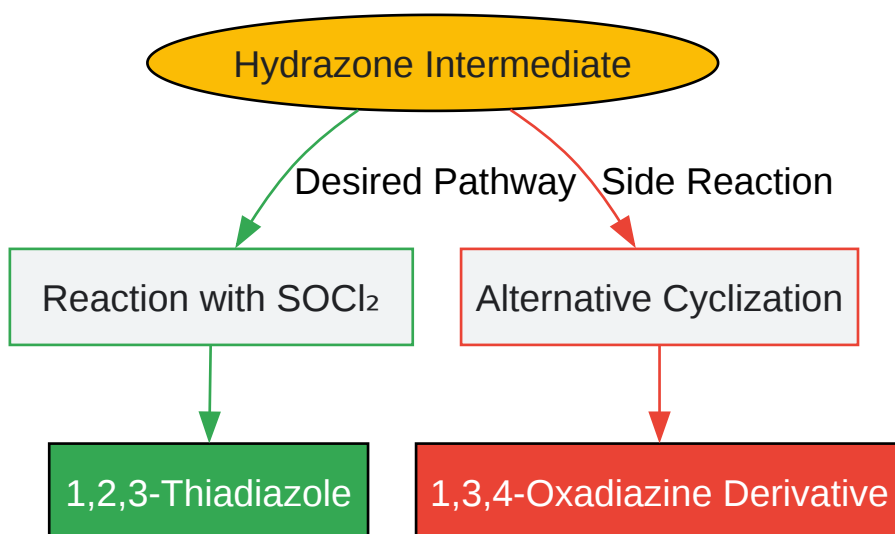 Hydrazone Intermediate
Desired Pathway
Side Reaction
Reaction with SOCl₂
Alternative Cyclization
1,2,3-Thiadiazole
1,3,4-Oxadiazine Derivative